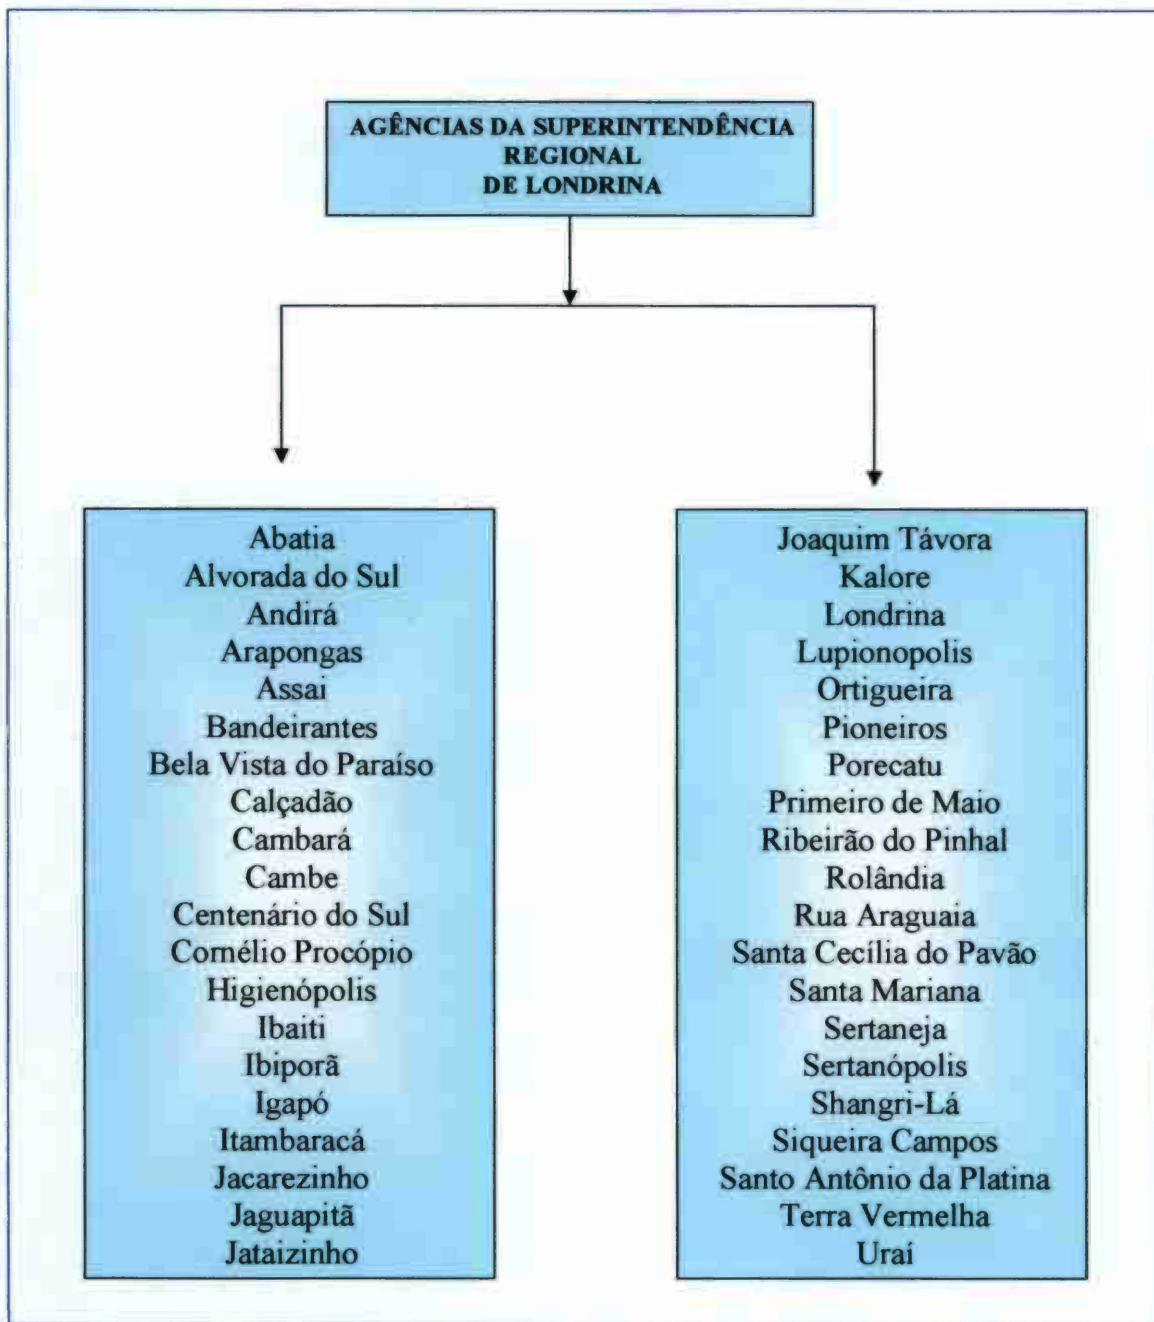 AGÊNCIAS DA SUPERINTENDÊNCIA
REGIONAL
DE LONDRINA
Abatia
Alvorada do Sul
Andirá
Arapongas
Assai
Bandeirantes
Bela Vista do Paraíso
Calçadão
Cambará
Cambe
Centenário do Sul
Cornélio Procópio
Higienópolis
Ibaiti
Ibiporã
Igapó
Itambaracá
Jacarezinho
Jaguapitã
Jataizinho
Joaquim Távora
Kalore
Londrina
Lupionopolis
Ortigueira
Pioneiros
Porecatu
Primeiro de Maio
Ribeirão do Pinhal
Rolândia
Rua Araguaia
Santa Cecília do Pavão
Santa Mariana
Sertaneja
Sertanópolis
Shangri-Lá
Siqueira Campos
Santo Antônio da Platina
Terra Vermelha
Uraí